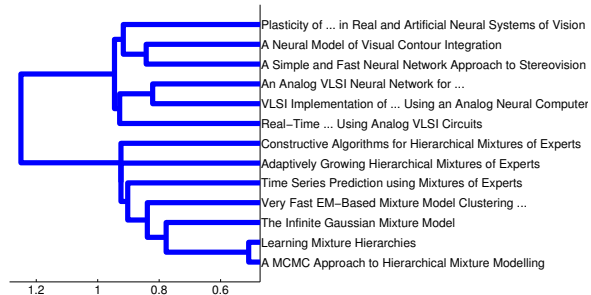 Plasticity of ... in Real and Artificial Neural Systems of Vision
A Neural Model of Visual Contour Integration
A Simple and Fast Neural Network Approach to Stereovision
An Analog VLSI Neural Network for ...
VLSI Implementation of ... Using an Analog Neural Computer
Real−Time ... Using Analog VLSI Circuits
Constructive Algorithms for Hierarchical Mixtures of Experts
Adaptively Growing Hierarchical Mixtures of Experts
Time Series Prediction using Mixtures of Experts
Very Fast EM−Based Mixture Model Clustering ...
The Infinite Gaussian Mixture Model
Learning Mixture Hierarchies
A MCMC Approach to Hierarchical Mixture Modelling
1.2 1 0.8 0.6